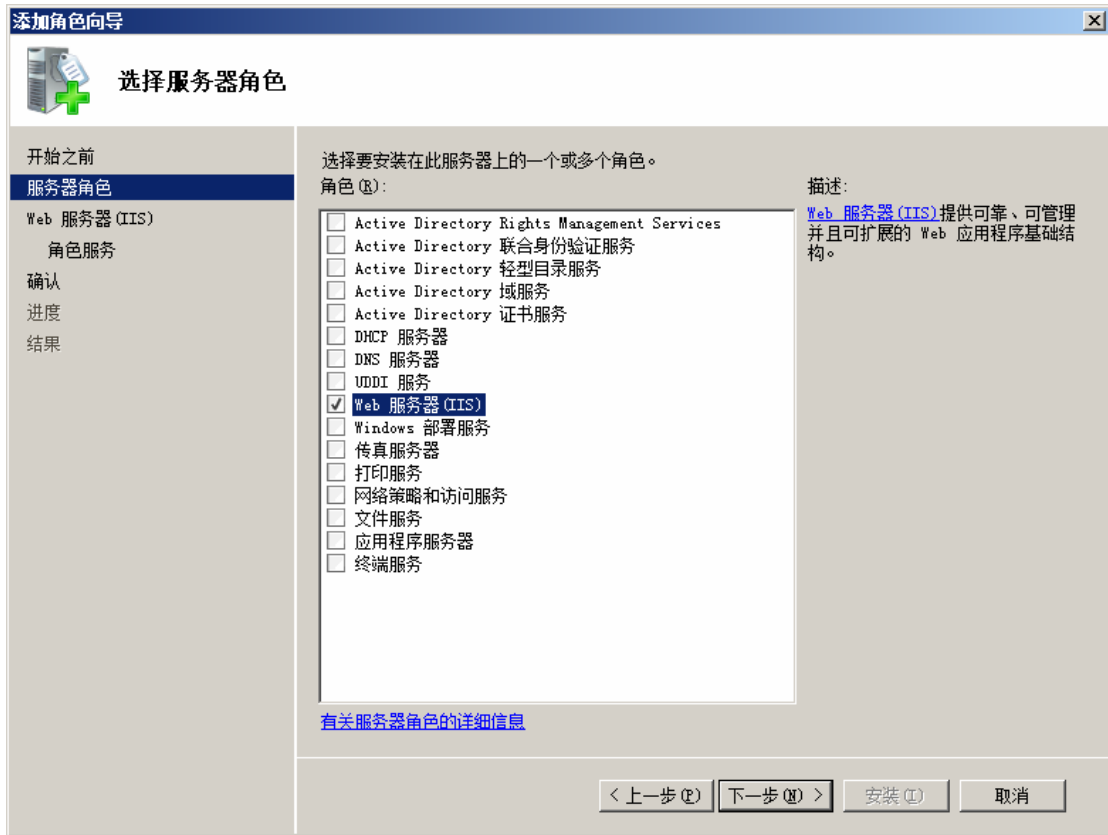 添加角色向导
选择服务器角色
开始之前
服务器角色
Web 服务器(IIS)
角色服务
确认
进度
结果
选择要安装在此服务器上的一个或多个角色。
角色(R):
Active Directory Rights Management Services
Active Directory 联合身份验证服务
Active Directory 轻型目录服务
Active Directory 域服务
Active Directory 证书服务
DHCP 服务器
DNS 服务器
UDDI 服务
Web 服务器(IIS)
Windows 部署服务
传真服务器
打印服务
网络策略和访问服务
文件服务
应用程序服务器
终端服务
有关服务器角色的详细信息
描述:
Web 服务器(IIS)提供可靠、可管理
并且可扩展的 Web 应用程序基础结
构。
< 上一步(P)
下一步(N) >
安装(I)
取消